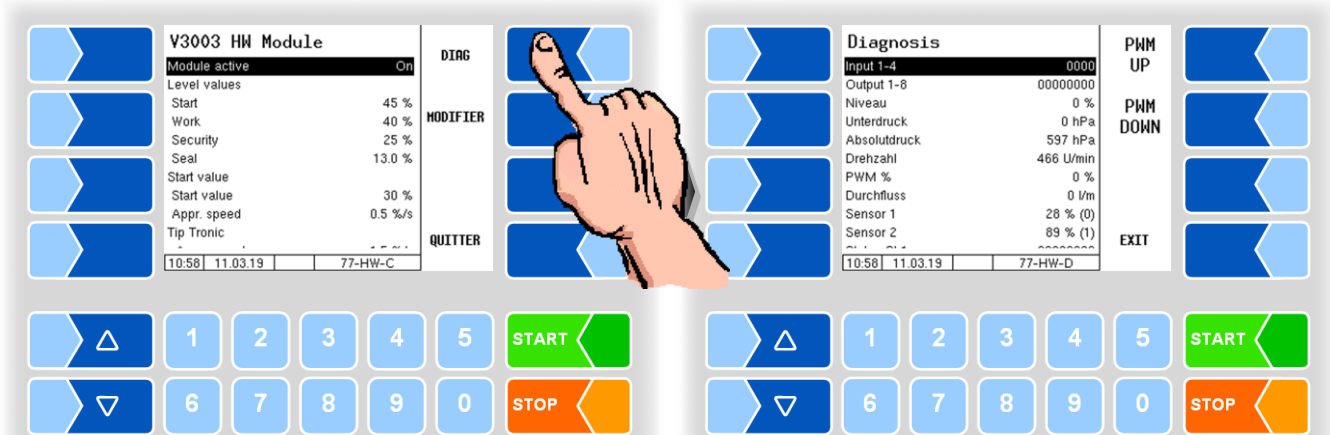 V3003 HW Module
Module active On
Level values
Start 45 %
Work 40 %
Security 25 %
Seal 13.0 %
Start value
Start value 30 %
Appr. speed 0.5 %/s
Tip Tronic
10:58 11.03.19 77-HW-C
DIAG
MODIFIER
QUITTER
1 2 3 4 5 START
6 7 8 9 0 STOP
Diagnosis
Input 1-4 0000
Output 1-8 00000000
Niveau 0 %
Unterdruck 0 hPa
Absolutdruck 597 hPa
Drehzahl 466 U/min
PWM % 0 %
Durchfluss 0 l/m
Sensor 1 28 % (0)
Sensor 2 89 % (1)
10:58 11.03.19 77-HW-D
PWM
UP
PWM
DOWN
EXIT
1 2 3 4 5 START
6 7 8 9 0 STOP